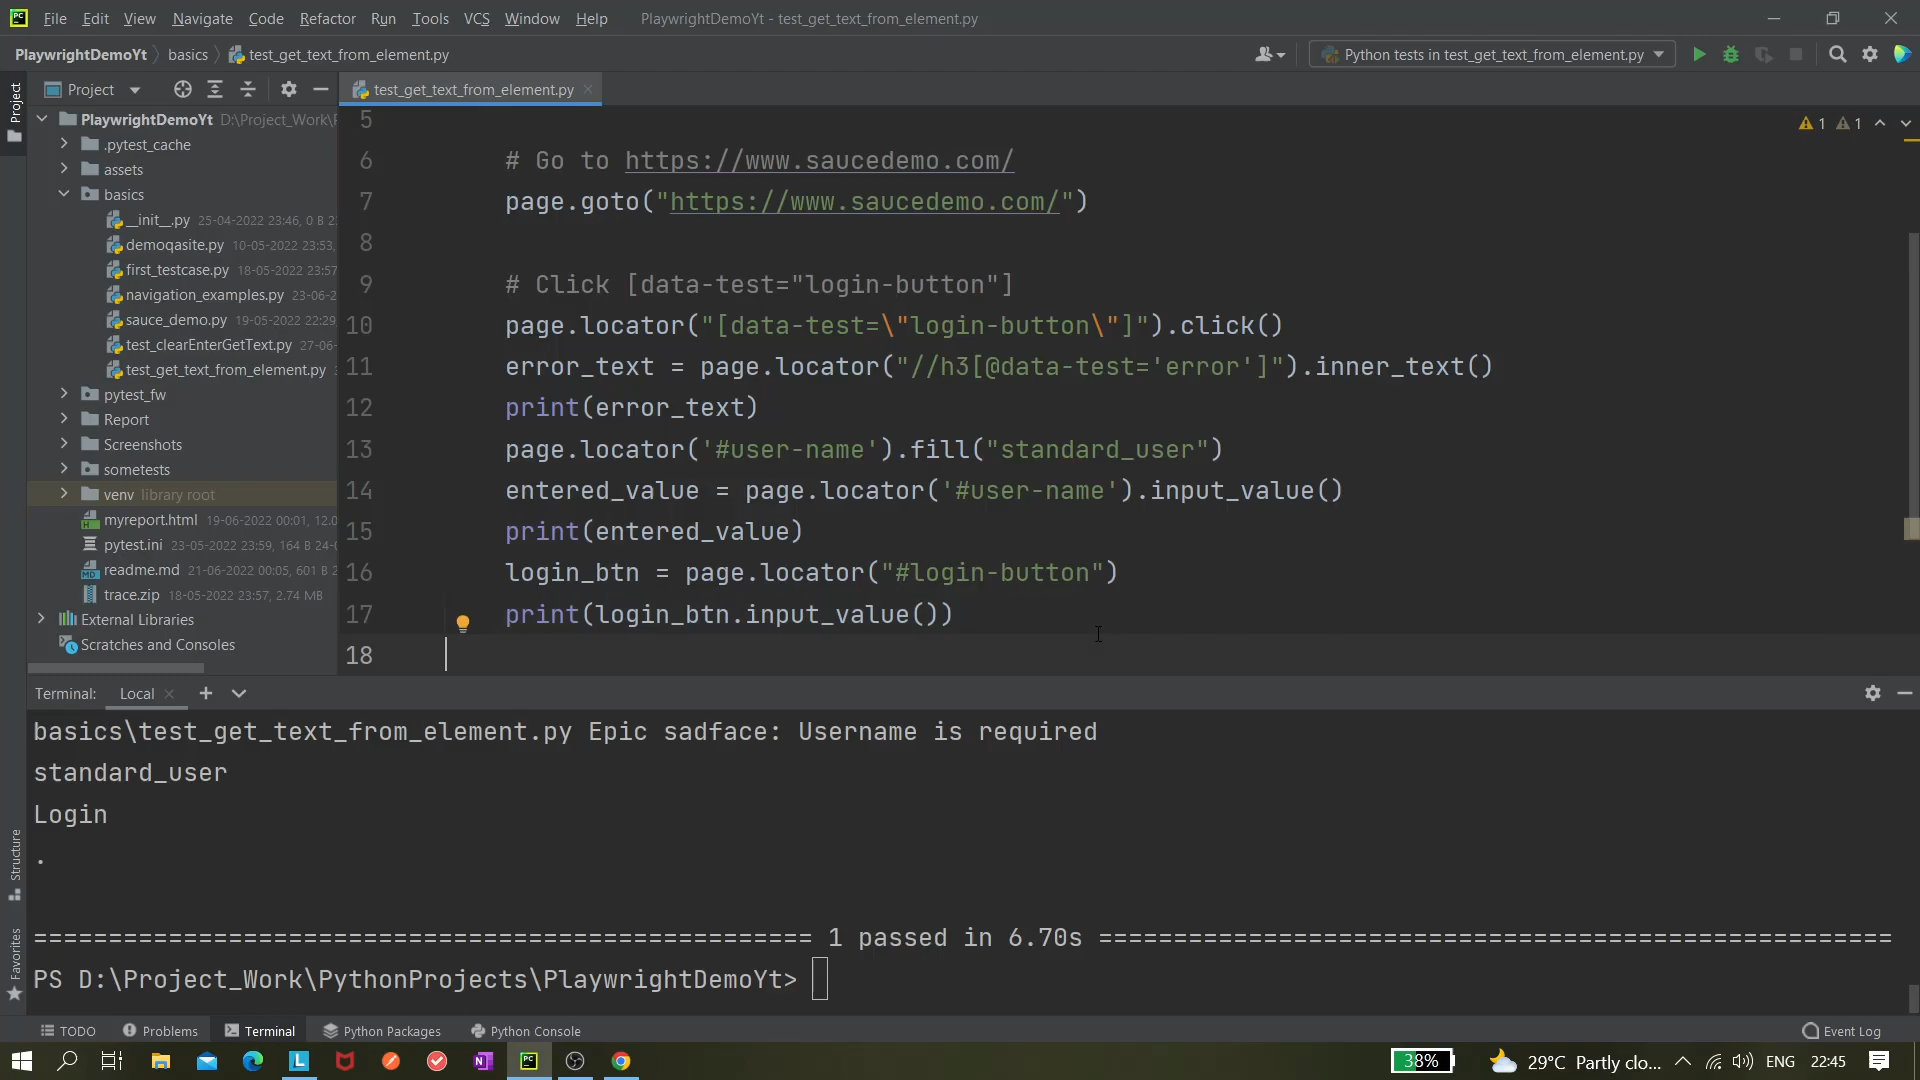 File Edit View Navigate Code Refactor Run Tools VCS Window Help PlaywrightDemoYt - test_get_text_from_element.py
PlaywrightDemoYt basics test_get_text_from_element.py Python tests in test_get_text_from_element.py
Project
Project
test_get_text_from_element.py
PlaywrightDemoYt D:\Project_Work\
.pytest_cache
assets
basics
__init__.py 25-04-2022 23:46, 0 B
demoqasite.py 10-05-2022 23:53,
first_testcase.py 18-05-2022 23:57
navigation_examples.py 23-06-2
sauce_demo.py 19-05-2022 22:29
test_clearEnterGetText.py 27-06-
test_get_text_from_element.py
pytest_fw
Report
Screenshots
sometests
venv library root
myreport.html 19-06-2022 00:01, 12.0
pytest.ini 23-05-2022 23:59, 164 B 24-
readme.md 21-06-2022 00:05, 601 B 2
trace.zip 18-05-2022 23:57, 2.74 MB
External Libraries
Scratches and Consoles
1 1
5
6 # Go to https://www.saucedemo.com/
7 page.goto("https://www.saucedemo.com/")
8
9 # Click [data-test="login-button"]
10 page.locator("[data-test=\"login-button\"]").click()
11 error_text = page.locator("//h3[@data-test='error']").inner_text()
12 print(error_text)
13 page.locator('#user-name').fill("standard_user")
14 entered_value = page.locator('#user-name').input_value()
15 print(entered_value)
16 login_btn = page.locator("#login-button")
17 print(login_btn.input_value())
18
Terminal: Local
basics\test_get_text_from_element.py Epic sadface: Username is required
standard_user
Login
.
==================================================== 1 passed in 6.70s =====================================================
PS D:\Project_Work\PythonProjects\PlaywrightDemoYt>
Structure
Favorites
TODO Problems Terminal Python Packages Python Console Event Log
38% 29°C Partly clo... ENG 22:45